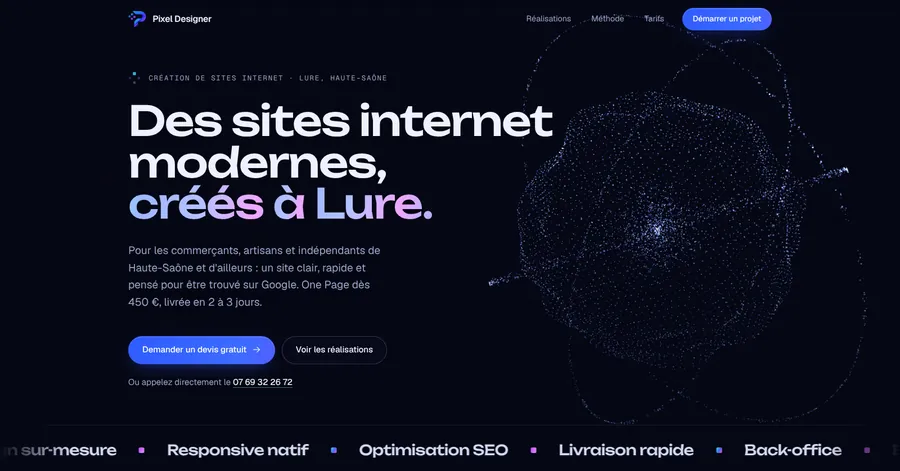 Pixel Designer
Réalisations
Méthode
Tarifs
Démarrer un projet
CRÉATION DE SITES INTERNET · LURE, HAUTE-SAÔNE
Des sites internet
modernes,
créés à Lure.
Pour les commerçants, artisans et indépendants de
Haute-Saône et d'ailleurs : un site clair, rapide et
pensé pour être trouvé sur Google. One Page dès
450 €, livrée en 2 à 3 jours.
Demander un devis gratuit →
Voir les réalisations
Ou appelez directement le 07 69 32 26 72
sur-mesure
Responsive natif
Optimisation SEO
Livraison rapide
Back-office